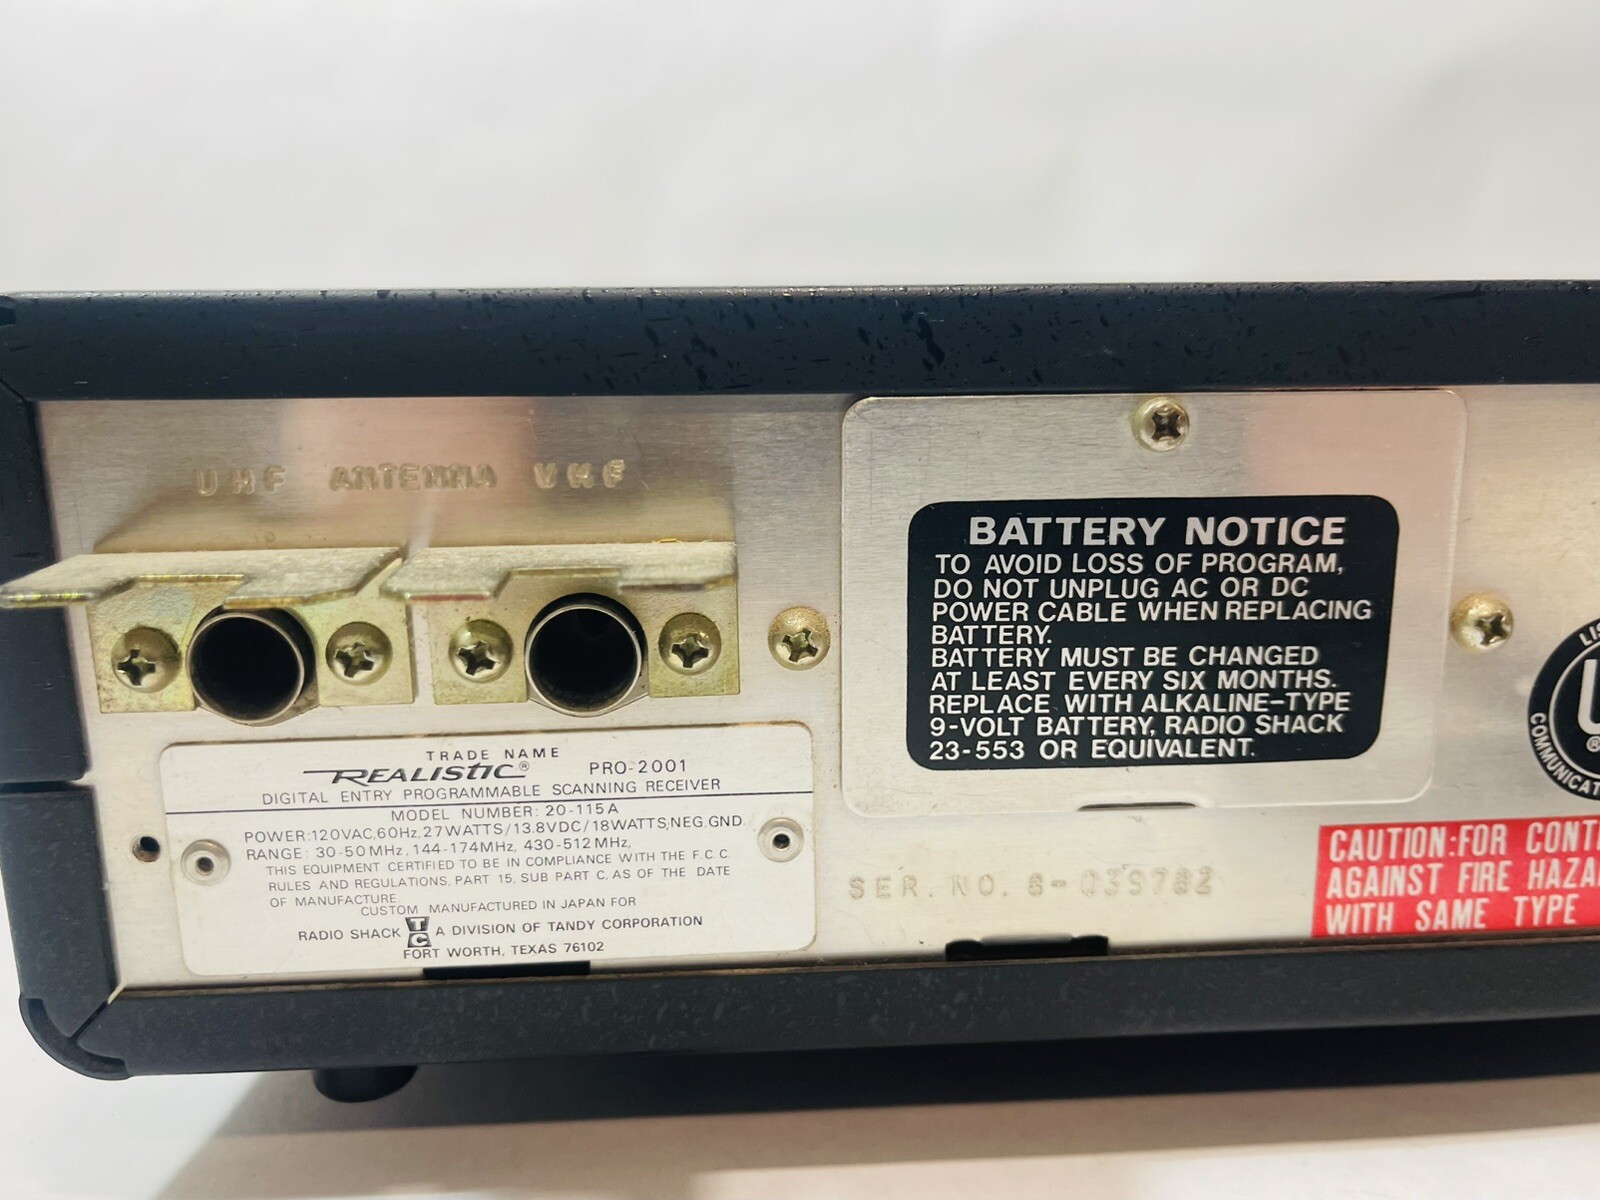 UHF ANTENNA VHF
TRADE NAME
REALISTIC® PRO-2001
DIGITAL ENTRY PROGRAMMABLE SCANNING RECEIVER
MODEL NUMBER: 20-115A
POWER:120VAC,60Hz,27WATTS/13.8VDC/18WATTS;NEG.GND.
RANGE: 30-50MHz, 144-174MHz, 430-512MHz,
THIS EQUIPMENT CERTIFIED TO BE IN COMPLIANCE WITH THE F.C.C.
RULES AND REGULATIONS, PART 15, SUB PART C, AS OF THE DATE
OF MANUFACTURE.
CUSTOM MANUFACTURED IN JAPAN FOR
RADIO SHACK TC A DIVISION OF TANDY CORPORATION
FORT WORTH, TEXAS 76102
BATTERY NOTICE
TO AVOID LOSS OF PROGRAM,
DO NOT UNPLUG AC OR DC
POWER CABLE WHEN REPLACING
BATTERY.
BATTERY MUST BE CHANGED
AT LEAST EVERY SIX MONTHS.
REPLACE WITH ALKALINE-TYPE
9-VOLT BATTERY, RADIO SHACK
23-553 OR EQUIVALENT.
SER. NO.
LIS
U
®
COMMUNICAT
CAUTION:FOR CONT
AGAINST FIRE HAZA
WITH SAME TYPE